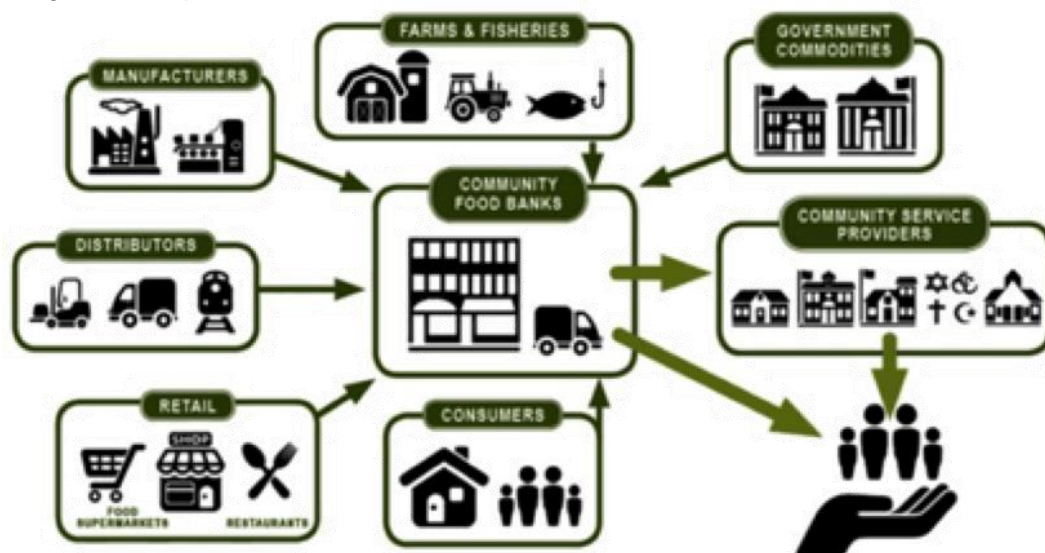 FARMS & FISHERIES
GOVERNMENT
COMMODITIES
MANUFACTURERS
COMMUNITY
FOOD BANKS
COMMUNITY SERVICE
PROVIDERS
DISTRIBUTORS
RETAIL
SHOP
FOOD
SUPERMARKETS
RESTAURANTS
CONSUMERS